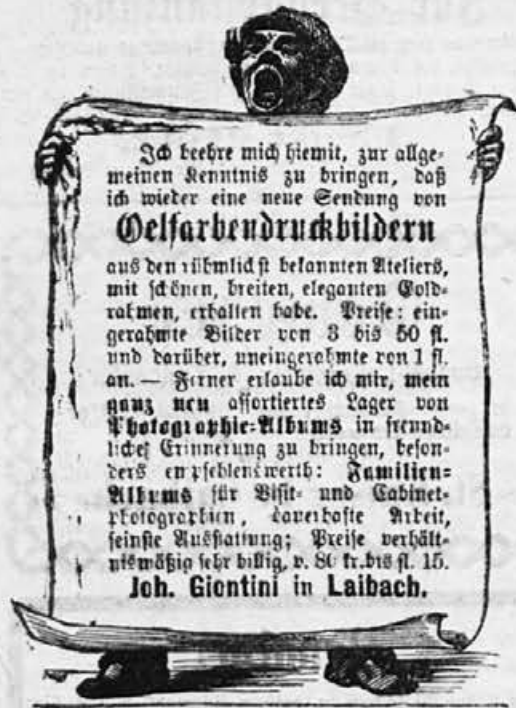 Ich beehre mich hiemit, zur allge-
meinen Kenntnis zu bringen, daß
ich wieder eine neue Sendung von
Oelfarbendruckbildern
aus den rühmlichst bekannten Ateliers,
mit schönen, breiten, eleganten Gold-
rahmen, erhalten habe. Preise: ein-
gerahmte Bilder von 3 bis 50 fl.
und darüber, uneingerahmte von 1 fl.
an. — Ferner erlaube ich mir, mein
ganz neu assortiertes Lager von
Photographie-Albums in freund-
liches Erinnerung zu bringen, beson-
ders empfehlenswerth: Familien-
Albums für Visit- und Cabinet-
photographien, dauerhafte Arbeit,
feinste Ausstattung; Preise verhält-
nismäßig sehr billig, v. 80 kr. bis fl. 15.
Joh. Giontini in Laibach.